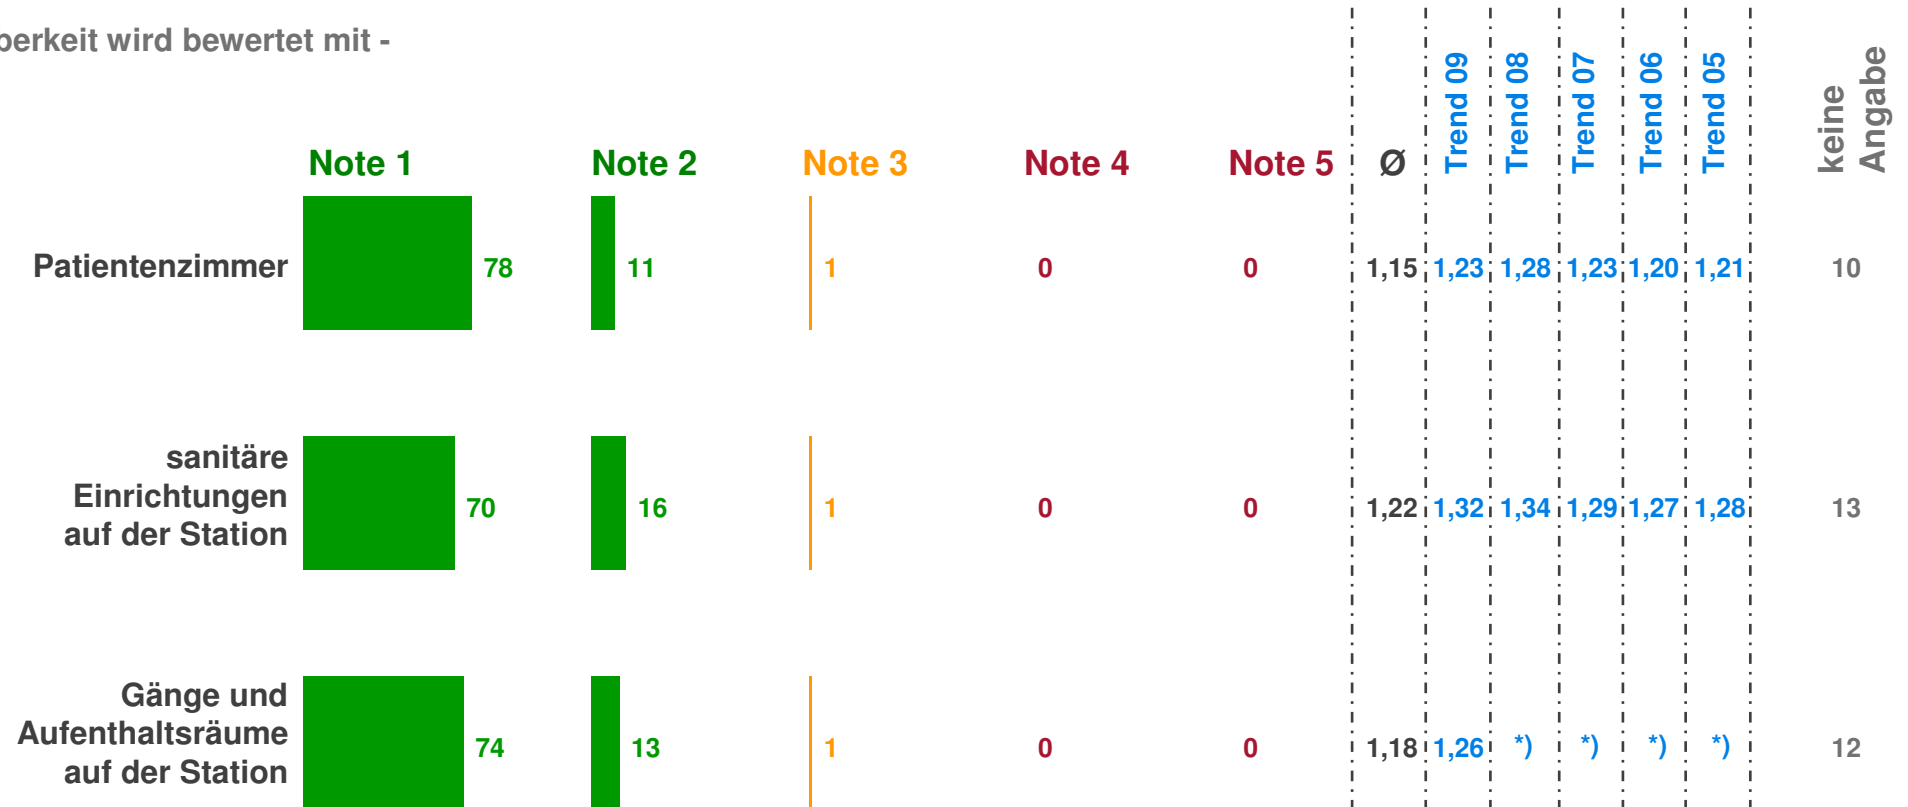 berkeit wird bewertet mit -
Note 1 Note 2 Note 3 Note 4 Note 5 Ø Trend 09 Trend 08 Trend 07 Trend 06 Trend 05 keine Angabe
Patientenzimmer 78 11 1 0 0 1,15 1,23 1,28 1,23 1,20 1,21 10
sanitäre
Einrichtungen 70 16 1 0 0 1,22 1,32 1,34 1,29 1,27 1,28 13
auf der Station
Gänge und
Aufenthaltsräume 74 13 1 0 0 1,18 1,26 *) *) *) *) 12
auf der Station